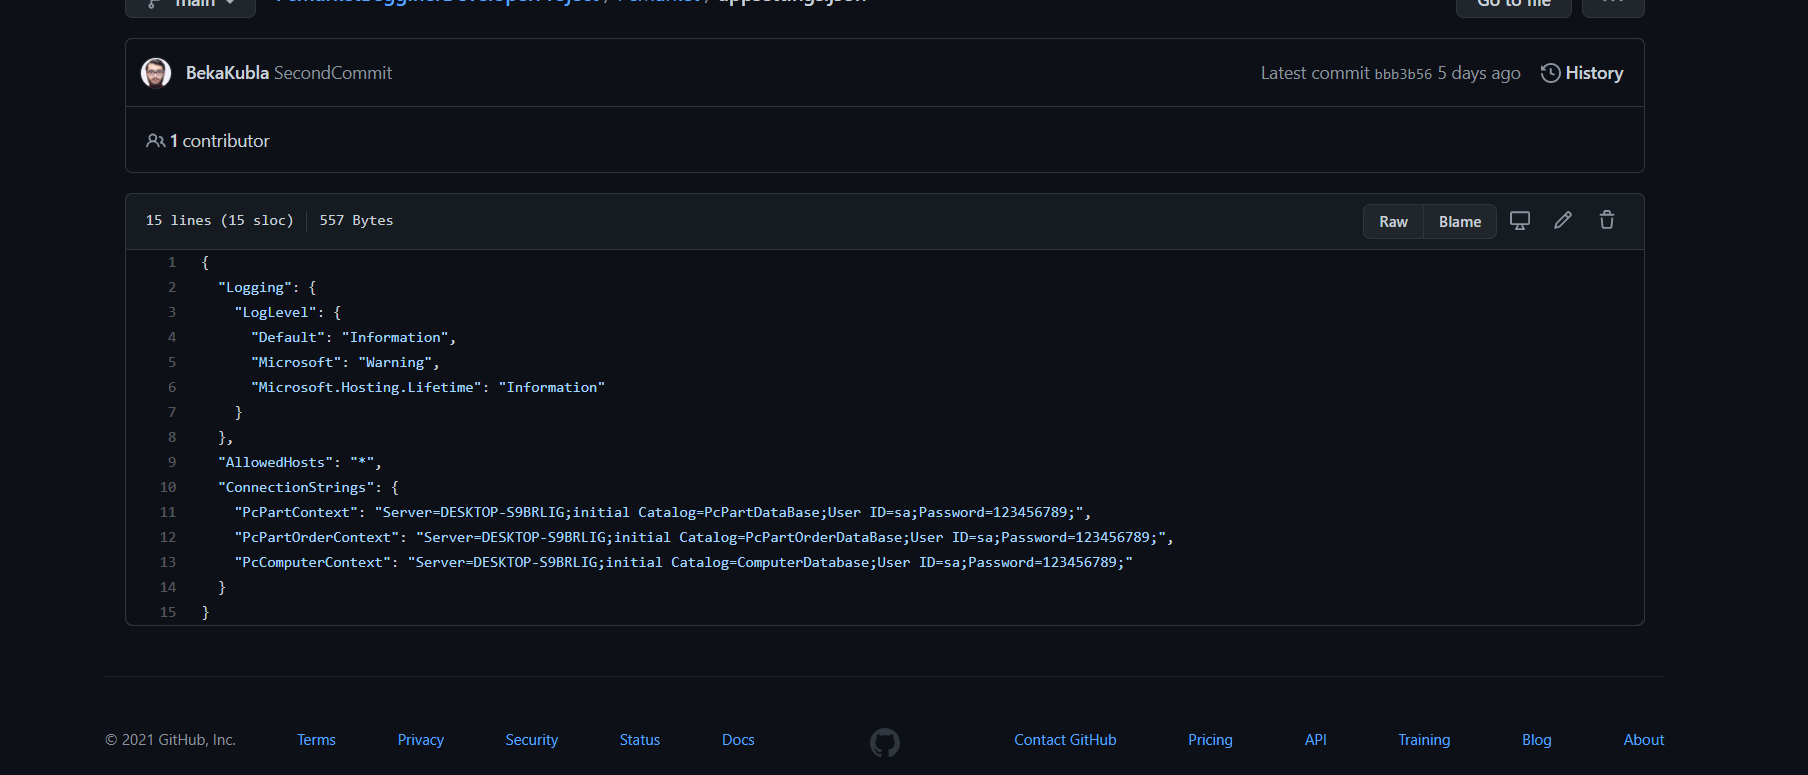 main
appsettings.json
Go to file
BekaKubla SecondCommit
Latest commit bbb3b56 5 days ago
History
1 contributor
15 lines (15 sloc)
557 Bytes
Raw
Blame
1 {
2 "Logging": {
3 "LogLevel": {
4 "Default": "Information",
5 "Microsoft": "Warning",
6 "Microsoft.Hosting.Lifetime": "Information"
7 }
8 },
9 "AllowedHosts": "*",
10 "ConnectionStrings": {
11 "PcPartContext": "Server=DESKTOP-S9BRLIG;initial Catalog=PcPartDataBase;User ID=sa;Password=123456789;",
12 "PcPartOrderContext": "Server=DESKTOP-S9BRLIG;initial Catalog=PcPartOrderDataBase;User ID=sa;Password=123456789;",
13 "PcComputerContext": "Server=DESKTOP-S9BRLIG;initial Catalog=ComputerDatabase;User ID=sa;Password=123456789;"
14 }
15 }
© 2021 GitHub, Inc.
Terms
Privacy
Security
Status
Docs
Contact GitHub
Pricing
API
Training
Blog
About